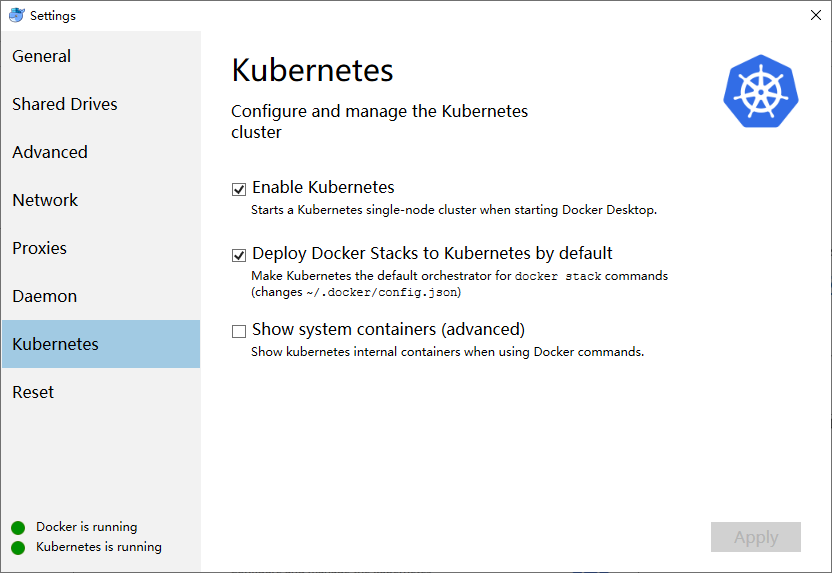 Settings
General
Shared Drives
Advanced
Network
Proxies
Daemon
Kubernetes
Reset
Docker is running
Kubernetes is running
Kubernetes
Configure and manage the Kubernetes
cluster
Enable Kubernetes
Starts a Kubernetes single-node cluster when starting Docker Desktop.
Deploy Docker Stacks to Kubernetes by default
Make Kubernetes the default orchestrator for docker stack commands
(changes ~/.docker/config.json)
Show system containers (advanced)
Show kubernetes internal containers when using Docker commands.
Apply